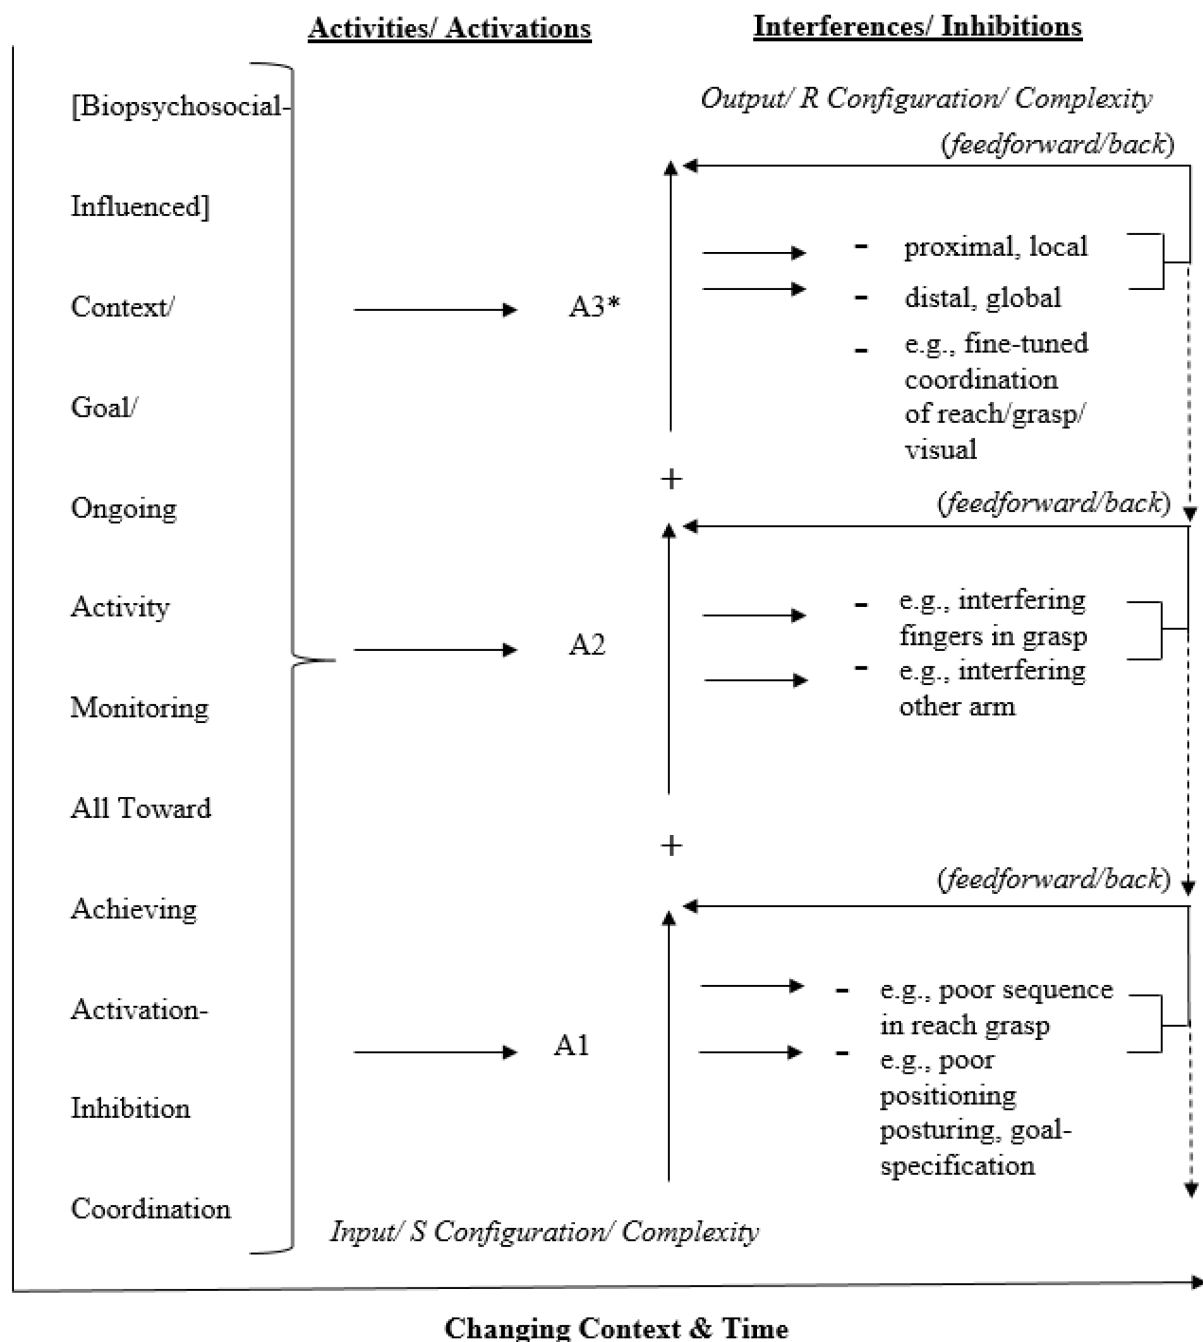 Activities/ Activations
Interferences/ Inhibitions
[Biopsychosocial-
Influenced]
Context/
Goal/
Ongoing
Activity
Monitoring
All Toward
Achieving
Activation-
Inhibition
Coordination
Output/ R Configuration/ Complexity
(feedforward/back)
A3*
- proximal, local
- distal, global
- e.g., fine-tuned
coordination
of reach/grasp/
visual
+
(feedforward/back)
A2
- e.g., interfering
fingers in grasp
- e.g., interfering
other arm
+
(feedforward/back)
A1
- e.g., poor sequence
in reach grasp
- e.g., poor
positioning
posturing, goal-
specification
Input/ S Configuration/ Complexity
Changing Context & Time